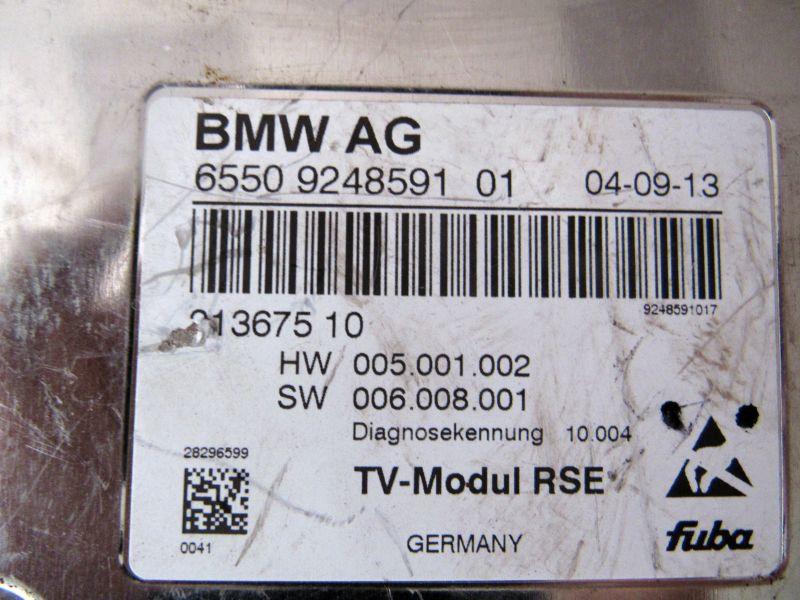 BMW AG
6550 9248591 01 04-09-13
9248591017
213675 10
HW 005.001.002
SW 006.008.001
Diagnosekennung 10.004
28296599
TV-Modul RSE
0041
GERMANY
fuba